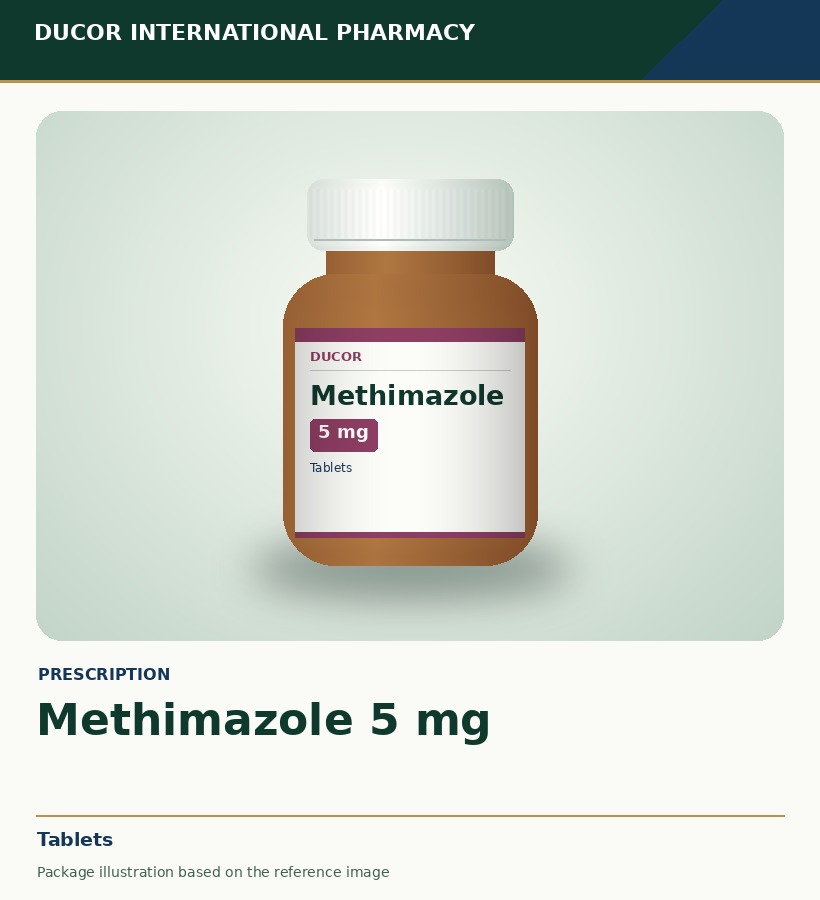 DUCOR INTERNATIONAL PHARMACY
DUCOR
Methimazole
5 mg
Tablets
PRESCRIPTION
Methimazole 5 mg
Tablets
Package illustration based on the reference image